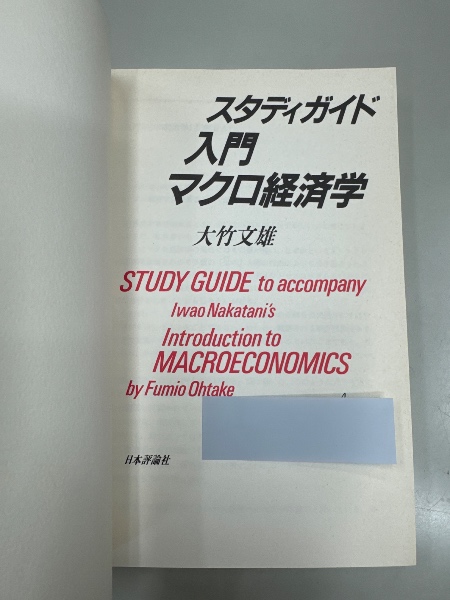 スタディガイド
入門
マクロ経済学
大竹文雄
STUDY GUIDE to accompany
Iwao Nakatani's
Introduction to
MACROECONOMICS
by Fumio Ohtake
日本評論社